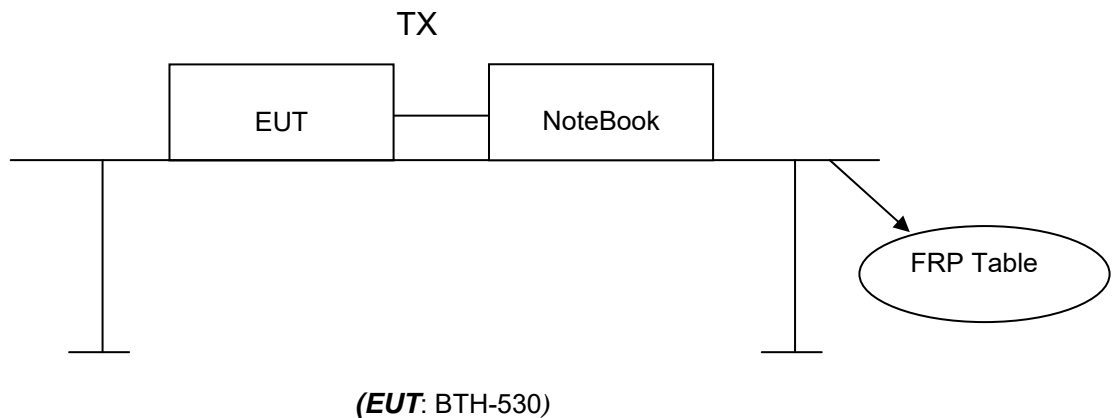 TX
EUT
NoteBook
FRP Table
(EUT: BTH-530)